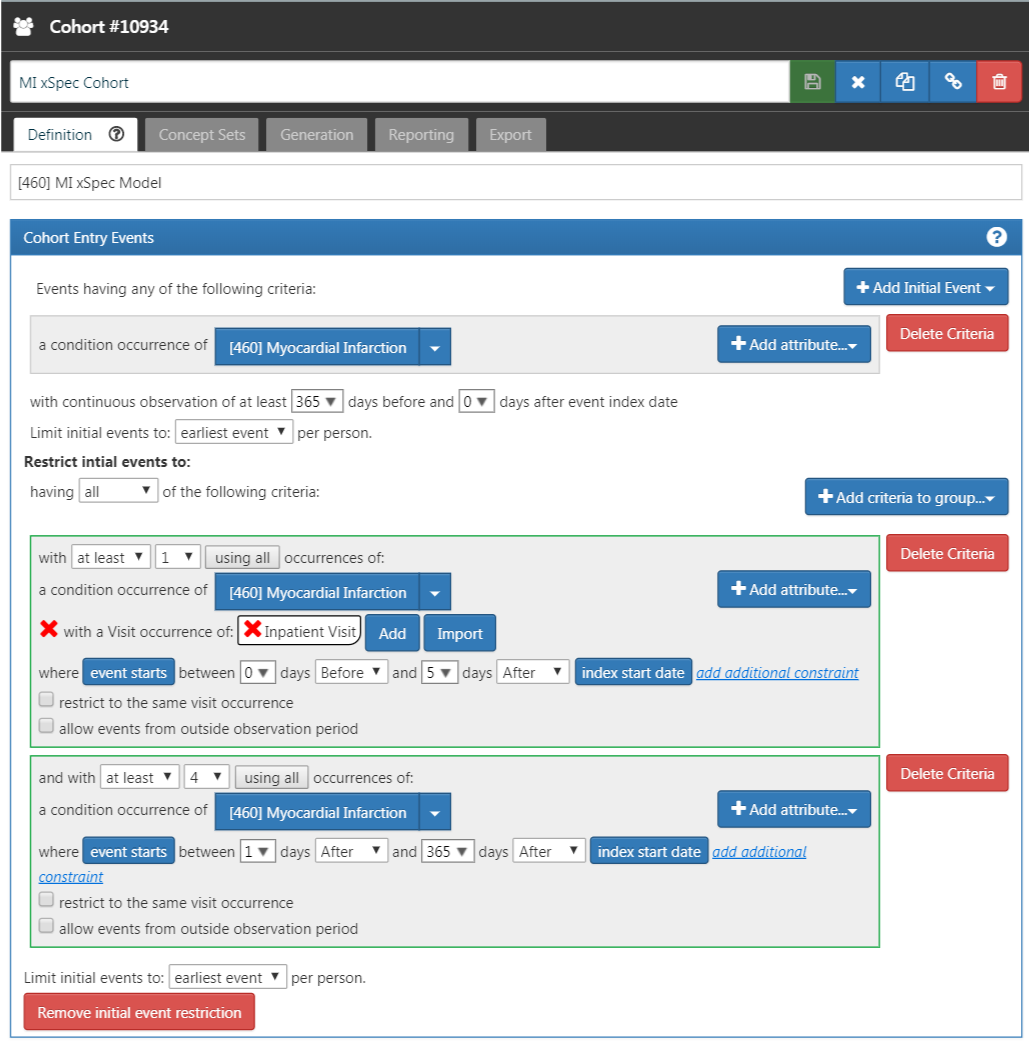 Cohort #10934
MI xSpec Cohort
Definition Concept Sets Generation Reporting Export
[460] MI xSpec Model
Cohort Entry Events
Events having any of the following criteria: Add Initial Event
a condition occurrence of [460] Myocardial Infarction Add attribute... Delete Criteria
with continuous observation of at least 365 days before and 0 days after event index date
Limit initial events to: earliest event per person.
Restrict intial events to:
having all of the following criteria: Add criteria to group...
with at least 1 using all occurrences of: Delete Criteria
a condition occurrence of [460] Myocardial Infarction Add attribute...
with a Visit occurrence of: Inpatient Visit Add Import
where event starts between 0 days Before and 5 days After index start date add additional constraint
restrict to the same visit occurrence
allow events from outside observation period
and with at least 4 using all occurrences of: Delete Criteria
a condition occurrence of [460] Myocardial Infarction Add attribute...
where event starts between 1 days After and 365 days After index start date add additional
constraint
restrict to the same visit occurrence
allow events from outside observation period
Limit initial events to: earliest event per person.
Remove initial event restriction